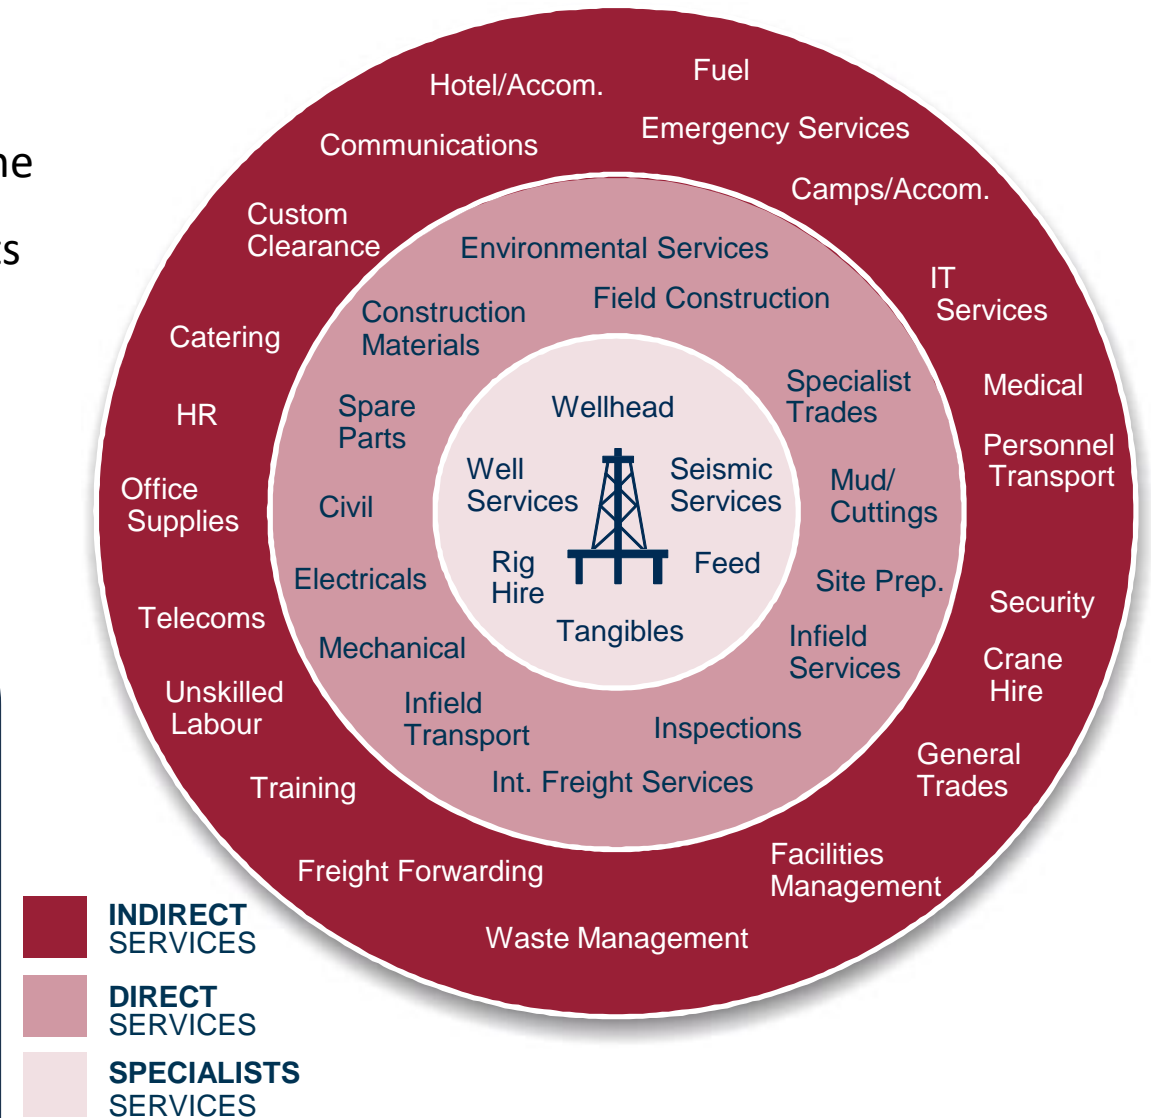 ne
ts
Hotel/Accom.
Fuel
Communications
Emergency Services
Camps/Accom.
Custom
Clearance
IT
Services
Catering
Medical
HR
Personnel
Transport
Office
Supplies
Telecoms
Security
Unskilled
Labour
Crane
Hire
Training
General
Trades
Freight Forwarding
Facilities
Management
Waste Management
Environmental Services
Field Construction
Construction
Materials
Specialist
Trades
Spare
Parts
Mud/
Cuttings
Civil
Electricals
Site Prep.
Mechanical
Infield
Services
Infield
Transport
Inspections
Int. Freight Services
Wellhead
Well
Services
Seismic
Services
Rig
Hire
Feed
Tangibles
INDIRECT
SERVICES
DIRECT
SERVICES
SPECIALISTS
SERVICES